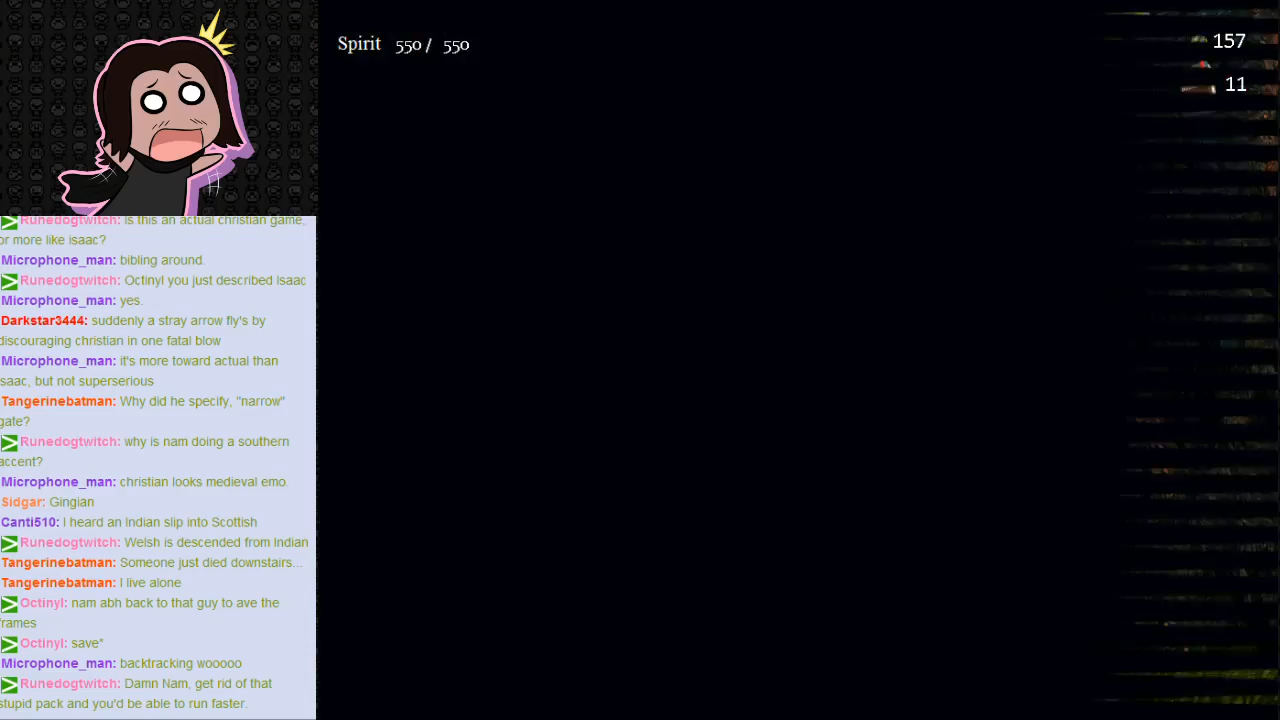 Spirit 550 / 550
157
11
Runedogtwitch: is this an actual christian game,
or more like isaac?
Microphone_man: bibling around.
Runedogtwitch: Octinyl you just described Isaac
Microphone_man: yes.
Darkstar3444: suddenly a stray arrow fly's by
discouraging christian in one fatal blow
Microphone_man: it's more toward actual than
isaac, but not superserious
Tangerinebatman: Why did he specify, "narrow"
gate?
Runedogtwitch: why is nam doing a southern
accent?
Microphone_man: christian looks medieval emo.
Sidgar: Gingian
Canti510: I heard an Indian slip into Scottish
Runedogtwitch: Welsh is descended from Indian
Tangerinebatman: Someone just died downstairs...
Tangerinebatman: I live alone
Octinyl: nam abh back to that guy to ave the
frames
Octinyl: save*
Microphone_man: backtracking wooooo
Runedogtwitch: Damn Nam, get rid of that
stupid pack and you'd be able to run faster.